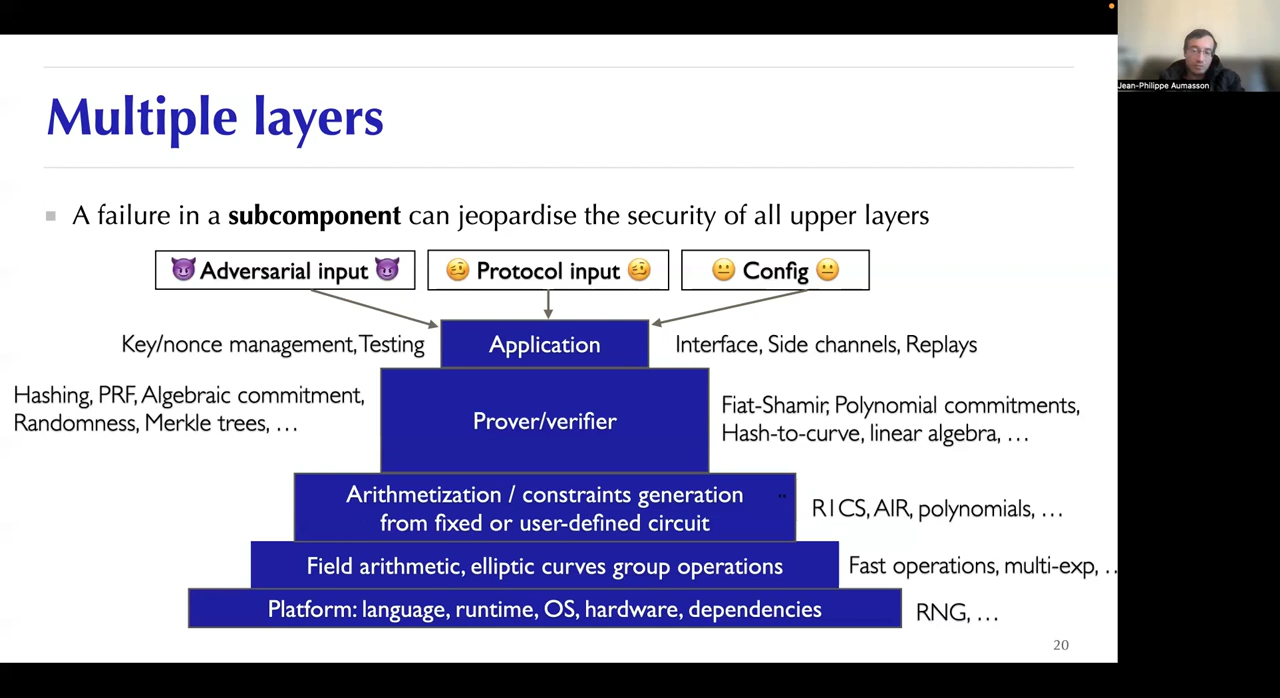 Jean-Philippe Aumasson
Multiple layers
A failure in a subcomponent can jeopardise the security of all upper layers
😈 Adversarial input 😈
🥴 Protocol input 🥴
😐 Config 😐
Key/nonce management, Testing
Application
Interface, Side channels, Replays
Hashing, PRF, Algebraic commitment,
Randomness, Merkle trees, …
Prover/verifier
Fiat-Shamir, Polynomial commitments,
Hash-to-curve, linear algebra, …
Arithmetization / constraints generation
from fixed or user-defined circuit
R1CS, AIR, polynomials, …
Field arithmetic, elliptic curves group operations
Fast operations, multi-exp, ..
Platform: language, runtime, OS, hardware, dependencies
RNG, …
20